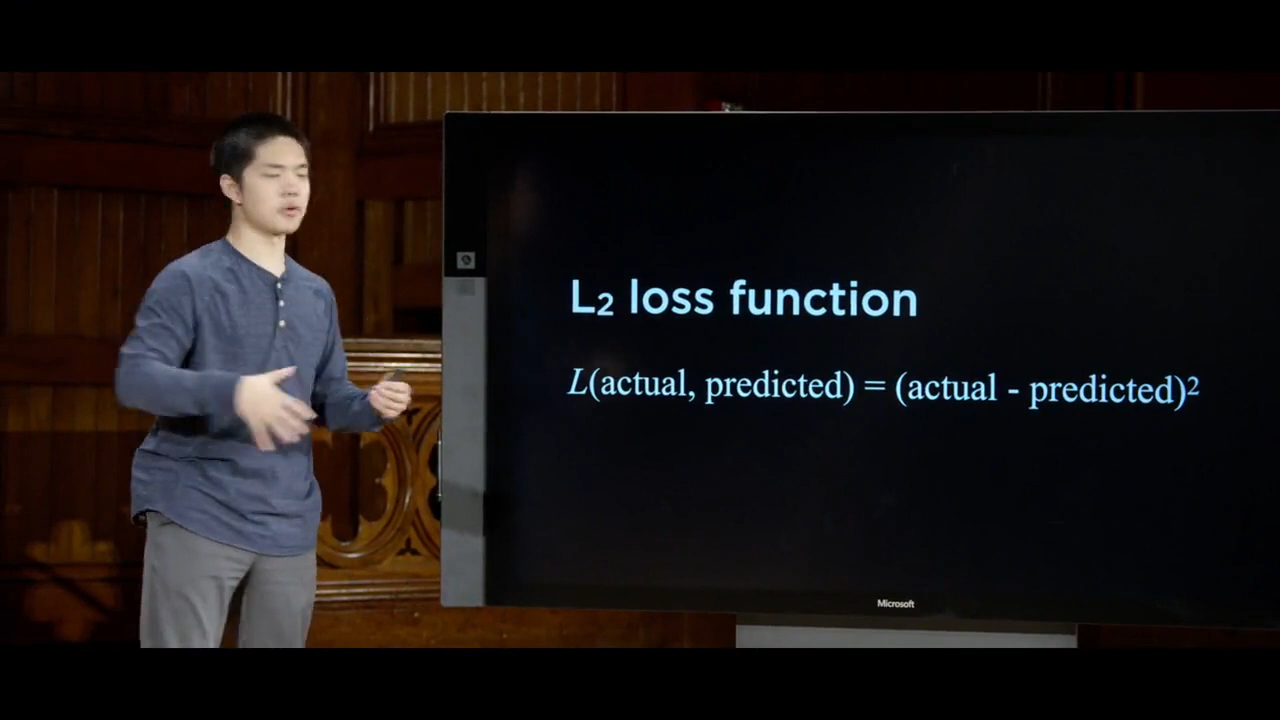 L₂ loss function
L(actual, predicted) = (actual - predicted)²
Microsoft